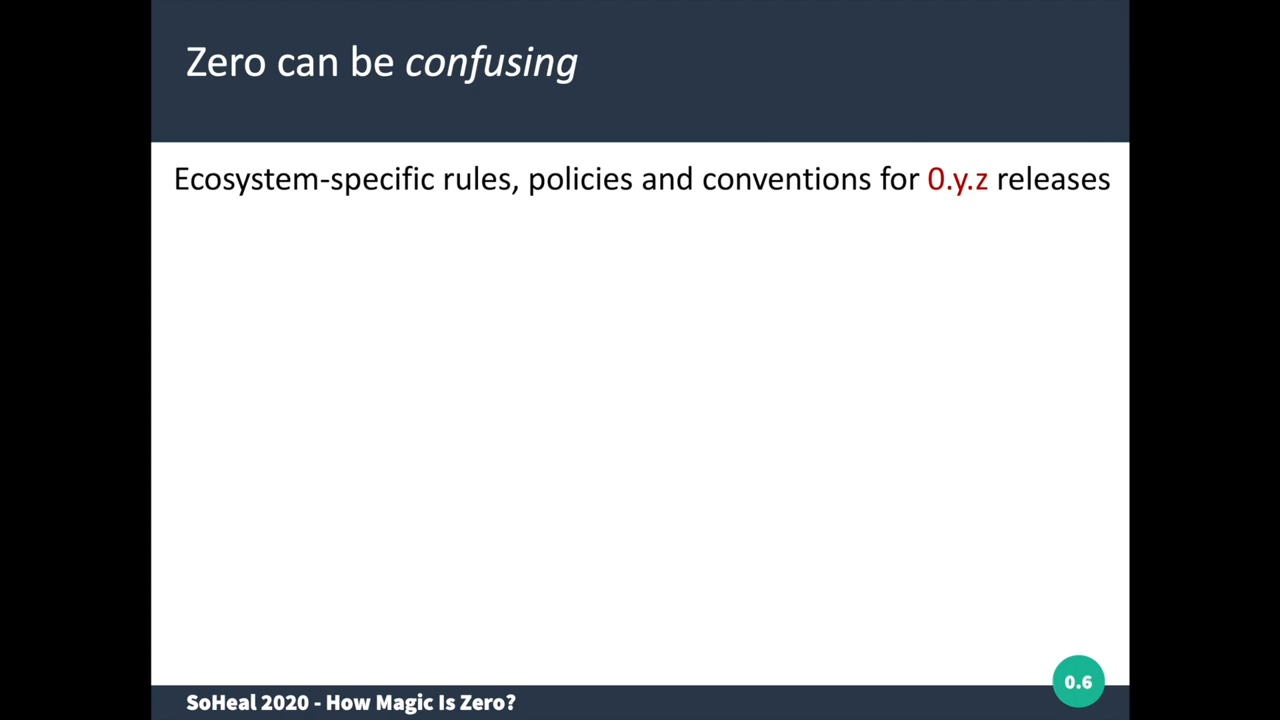 Zero can be confusing
Ecosystem-specific rules, policies and conventions for 0.y.z releases
0.6
SoHeal 2020 - How Magic Is Zero?